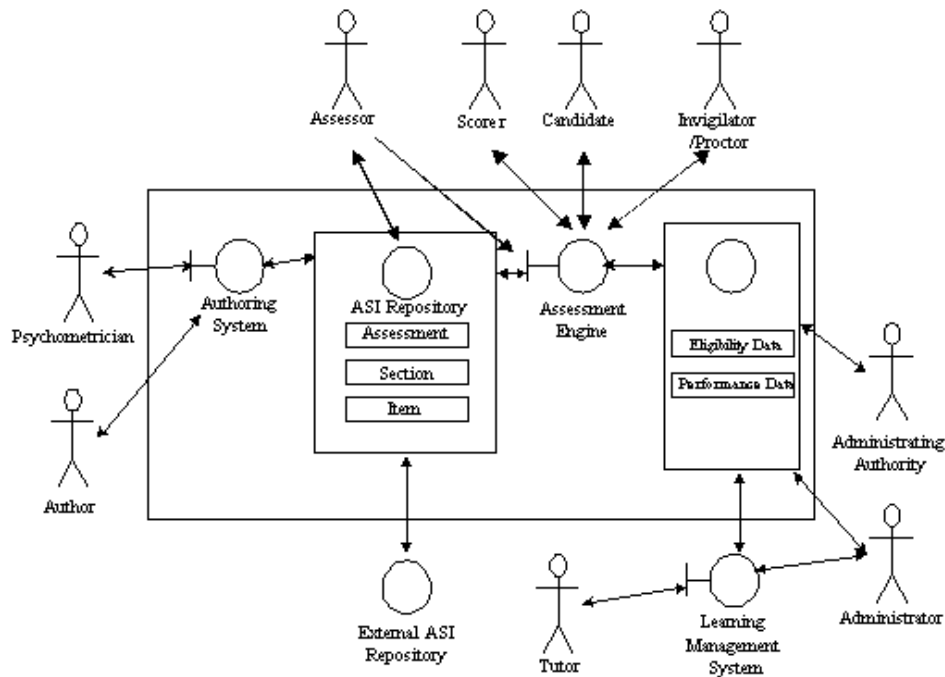 Assessor
Scorer
Candidate
Invigilator
/Proctor
Psychometrician
Authoring
System
ASI Repository
Assessment
Section
Item
Assessment
Engine
Eligibility Data
Performance Data
Administrating
Authority
Author
External ASI
Repository
Tutor
Learning
Management
System
Administrator